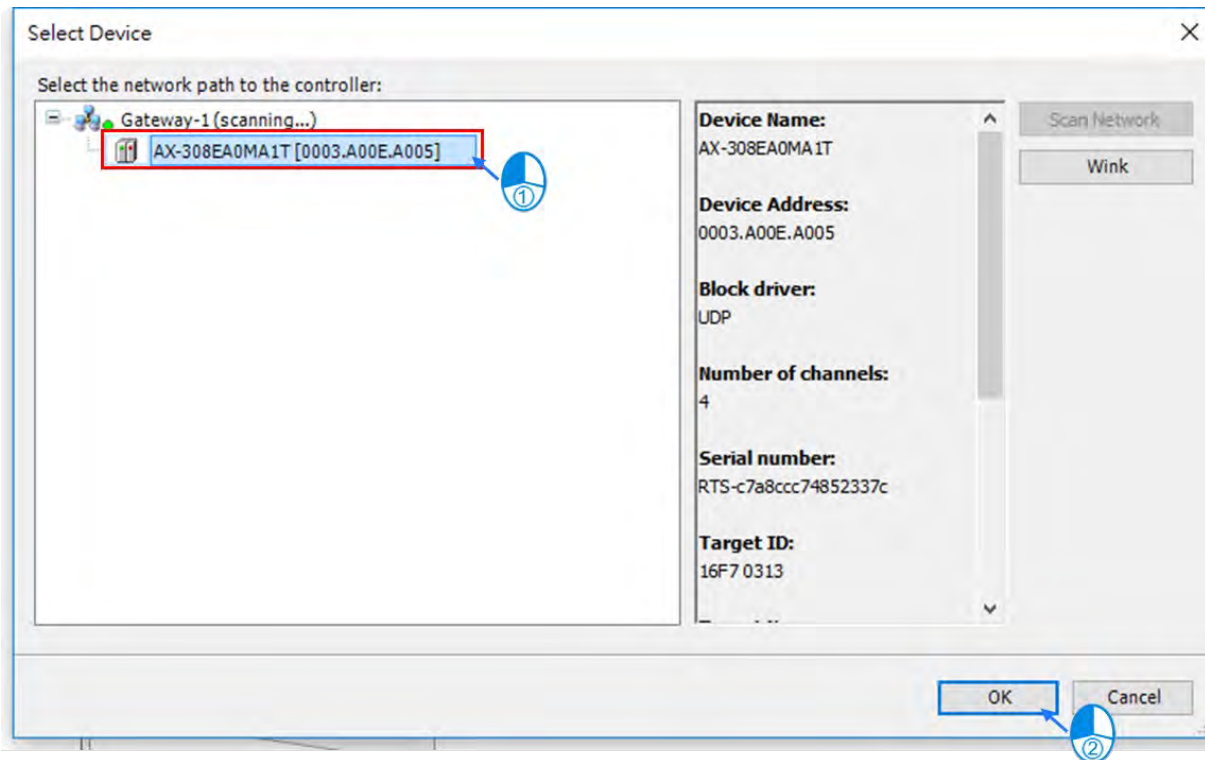 Select Device
Select the network path to the controller:
Gateway-1 (scanning...)
AX-308EA0MA1T [0003.A00E.A005]
①
Device Name:
AX-308EA0MA1T
Device Address:
0003.A00E.A005
Block driver:
UDP
Number of channels:
4
Serial number:
RTS-c7a8ccc74852337c
Target ID:
16F7 0313
Scan Network
Wink
OK
Cancel
②